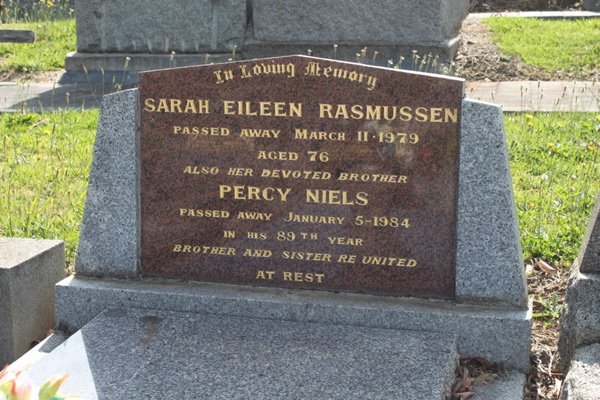 In Loving Memory
SARAH EILEEN RASMUSSEN
PASSED AWAY MARCH 11·1979
AGED 76
ALSO HER DEVOTED BROTHER
PERCY NIELS
PASSED AWAY JANUARY 5-1984
IN HIS 89TH YEAR
BROTHER AND SISTER RE UNITED
AT REST